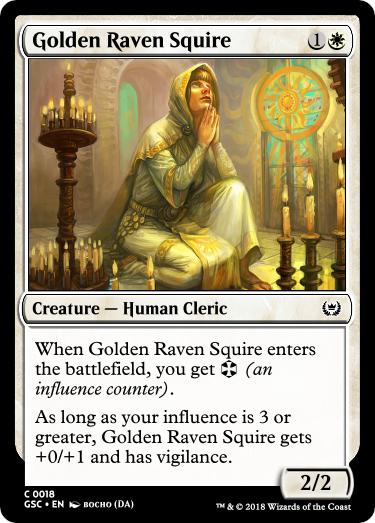 Golden Raven Squire 1
Creature — Human Cleric
When Golden Raven Squire enters
the battlefield, you get (an
influence counter).
As long as your influence is 3 or
greater, Golden Raven Squire gets
+0/+1 and has vigilance.
2/2
C 0018
GSC • EN BOCHO (DA)
™ & © 2018 Wizards of the Coast